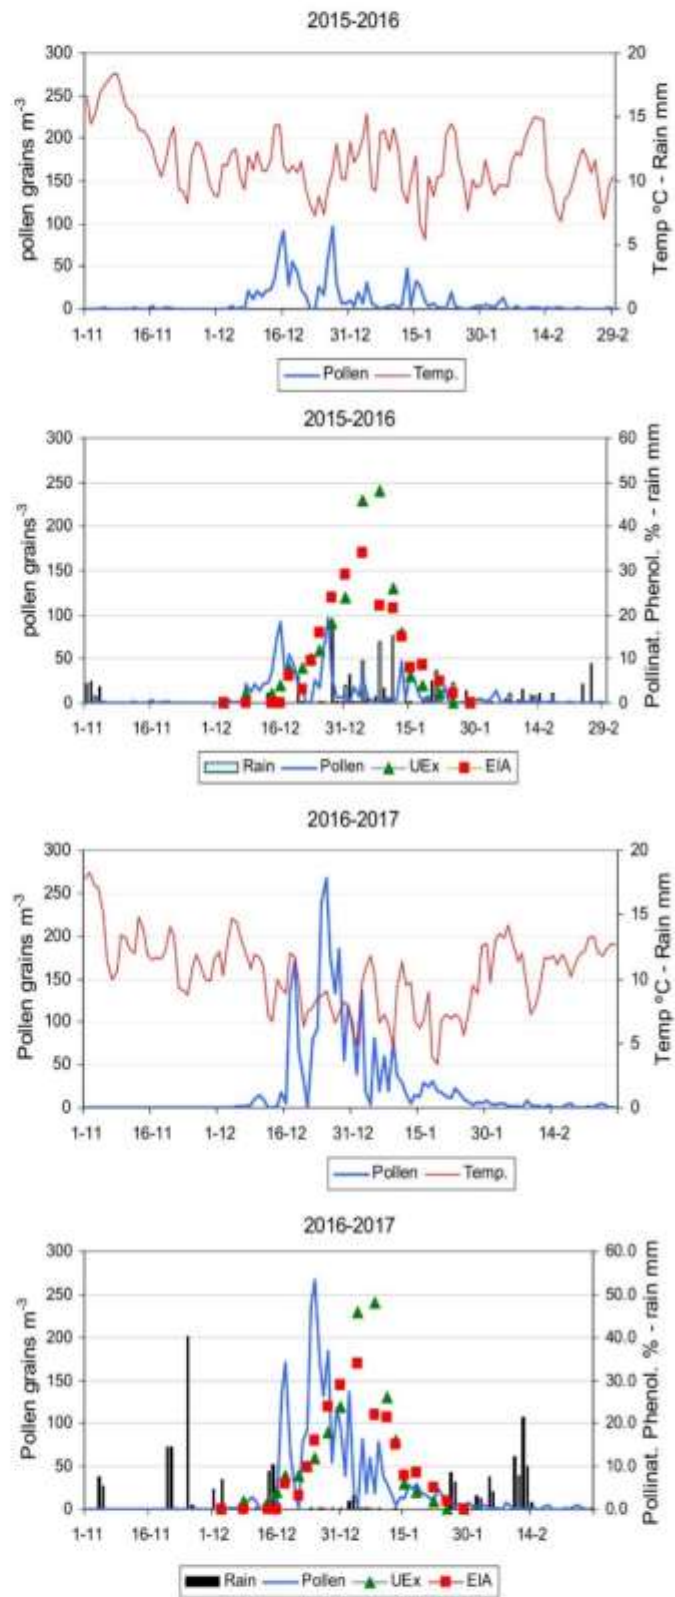 2015-2016
300 20
250
200 15
150 10
100
50 5
0 0
pollen grains m-3
Temp ºC - Rain mm
1-11 16-11 1-12 16-12 31-12 15-1 30-1 14-2 29-2
Pollen Temp.
2015-2016
300 60
250 50
200 40
150 30
100 20
50 10
0 0
pollen grains-3
Pollinat. Phenol. % - rain mm
1-11 16-11 1-12 16-12 31-12 15-1 30-1 14-2 29-2
Rain Pollen UEx EIA
2016-2017
300 20
250
200 15
150 10
100
50 5
0 0
Pollen grains m-3
Temp ºC - Rain mm
1-11 16-11 1-12 16-12 31-12 15-1 30-1 14-2
Pollen Temp.
2016-2017
300 60.0
250 50.0
200 40.0
150 30.0
100 20.0
50 10.0
0 0.0
Pollen grains m-3
Pollinat. Phenol. % - rain mm
1-11 16-11 1-12 16-12 31-12 15-1 30-1 14-2
Rain Pollen UEx EIA